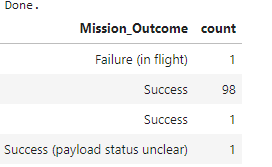 Done.
Mission_Outcome count
Failure (in flight) 1
Success 98
Success 1
Success (payload status unclear) 1